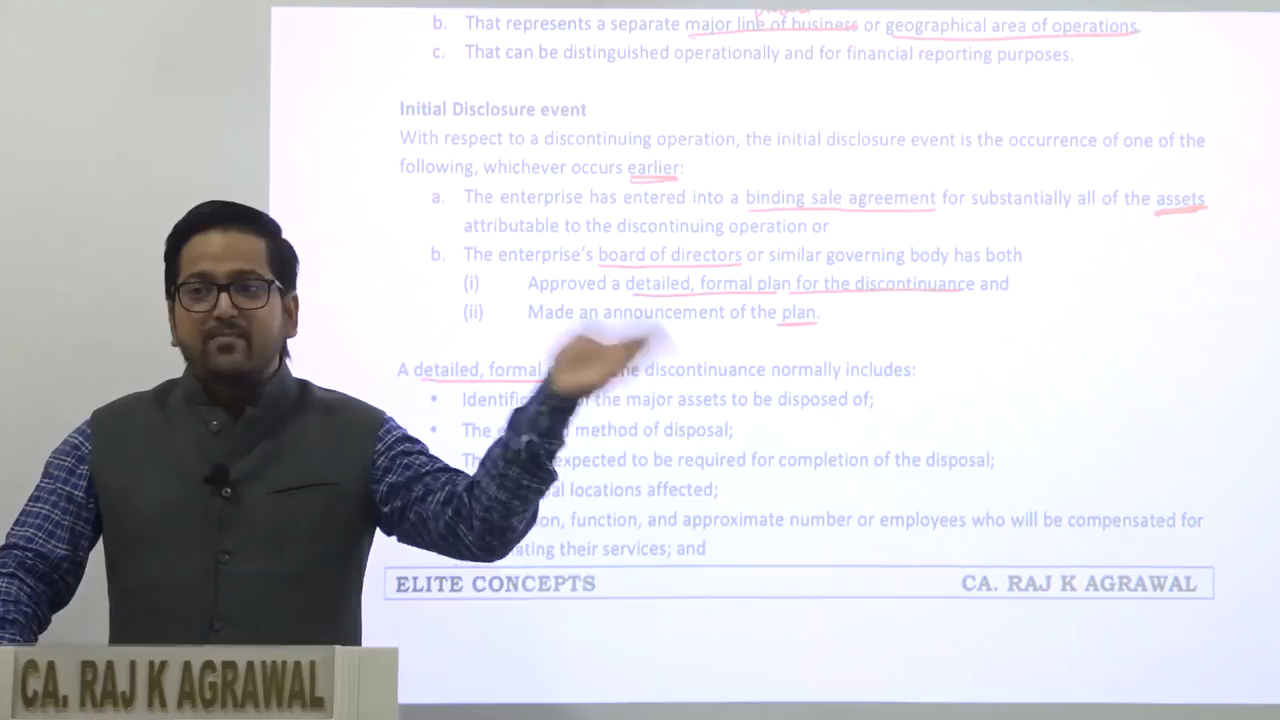 b. That represents a separate major line of business or geographical area of operations.
c. That can be distinguished operationally and for financial reporting purposes.
Initial Disclosure event
With respect to a discontinuing operation, the initial disclosure event is the occurrence of one of the
following, whichever occurs earlier:
a. The enterprise has entered into a binding sale agreement for substantially all of the assets
attributable to the discontinuing operation or
b. The enterprise's board of directors or similar governing body has both
(i) Approved a detailed, formal plan for the discontinuance and
(ii) Made an announcement of the plan.
A detailed, formal discontinuance normally includes:
• the major assets to be disposed of;
• The method of disposal;
expected to be required for completion of the disposal;
locations affected;
function, and approximate number or employees who will be compensated for
their services; and
ELITE CONCEPTS CA. RAJ K AGRAWAL
CA. RAJ K AGRAWAL